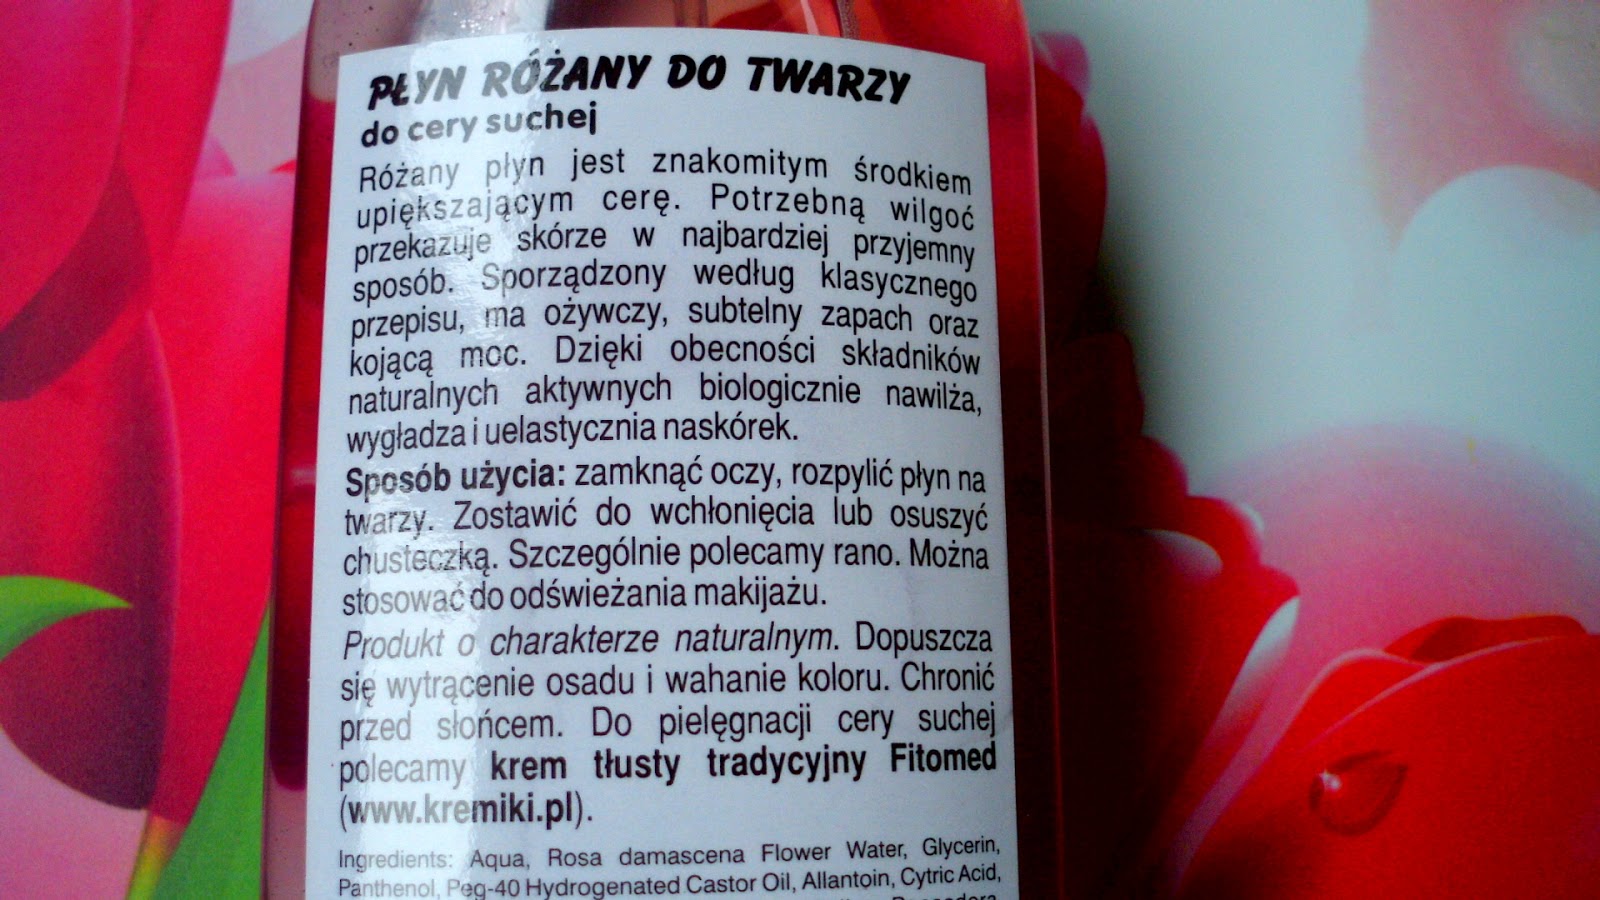 PŁYN RÓŻANY DO TWARZY
do cery suchej
Różany płyn jest znakomitym środkiem
upiększającym cerę. Potrzebną wilgoć
przekazuje skórze w najbardziej przyjemny
sposób. Sporządzony według klasycznego
przepisu, ma ożywczy, subtelny zapach oraz
kojącą moc. Dzięki obecności składników
naturalnych aktywnych biologicznie nawilża,
wygładza i uelastycznia naskórek.
Sposób użycia: zamknąć oczy, rozpylić płyn na
twarzy. Zostawić do wchłonięcia lub osuszyć
chusteczką. Szczególnie polecamy rano. Można
stosować do odświeżania makijażu.
Produkt o charakterze naturalnym. Dopuszcza
się wytrącenie osadu i wahanie koloru. Chronić
przed słońcem. Do pielęgnacji cery suchej
polecamy krem tłusty tradycyjny Fitomed
(www.kremiki.pl).
Ingredients: Aqua, Rosa damascena Flower Water, Glycerin,
Panthenol, Peg-40 Hydrogenated Castor Oil, Allantoin, Cytric Acid,